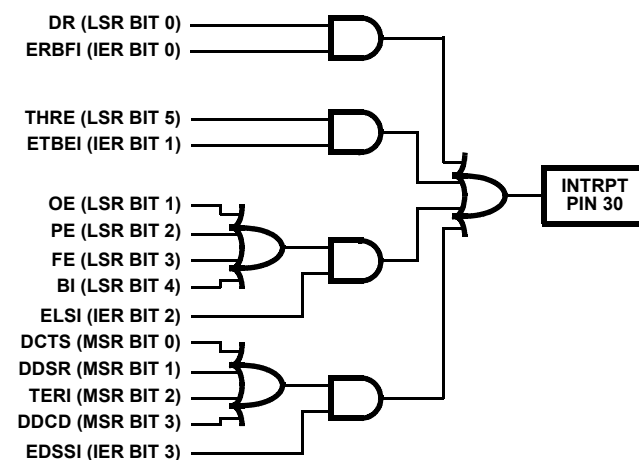 DR (LSR BIT 0)
ERBFI (IER BIT 0)
THRE (LSR BIT 5)
ETBEI (IER BIT 1)
OE (LSR BIT 1)
PE (LSR BIT 2)
FE (LSR BIT 3)
BI (LSR BIT 4)
ELSI (IER BIT 2)
DCTS (MSR BIT 0)
DDSR (MSR BIT 1)
TERI (MSR BIT 2)
DDCD (MSR BIT 3)
EDSSI (IER BIT 3)
INTRPT
PIN 30